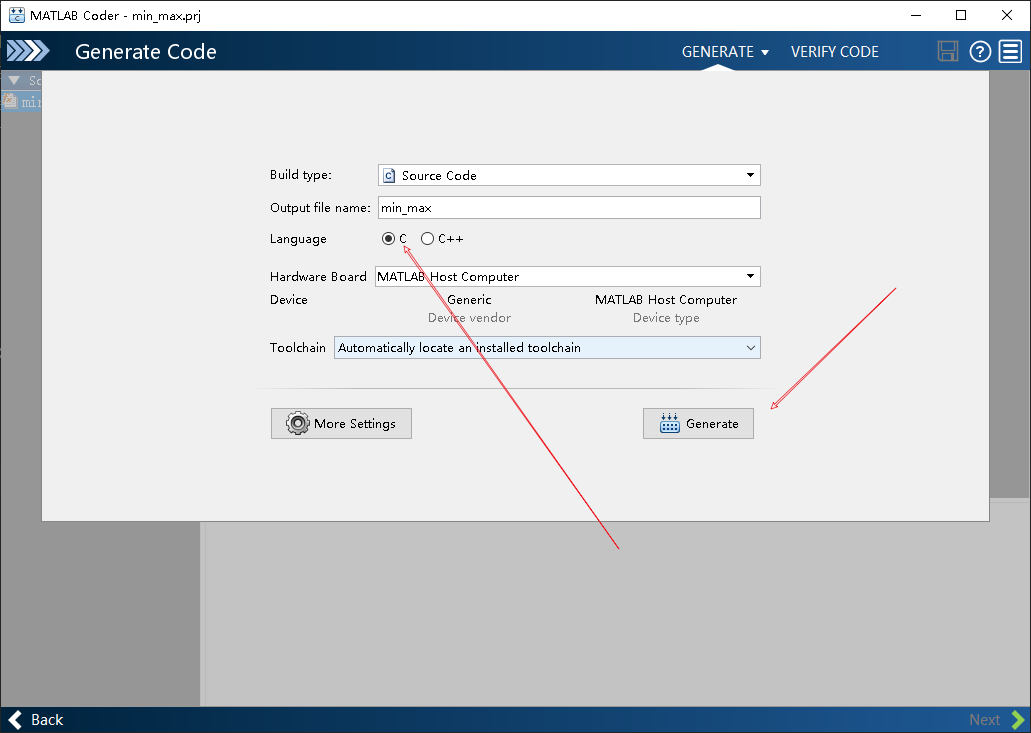 MATLAB Coder - min_max.prj
Generate Code
GENERATE
VERIFY CODE
Build type:
Source Code
Output file name:
min_max
Language
C
C++
Hardware Board
MATLAB Host Computer
Device
Generic
MATLAB Host Computer
Device vendor
Device type
Toolchain
Automatically locate an installed toolchain
More Settings
Generate
Back
Next